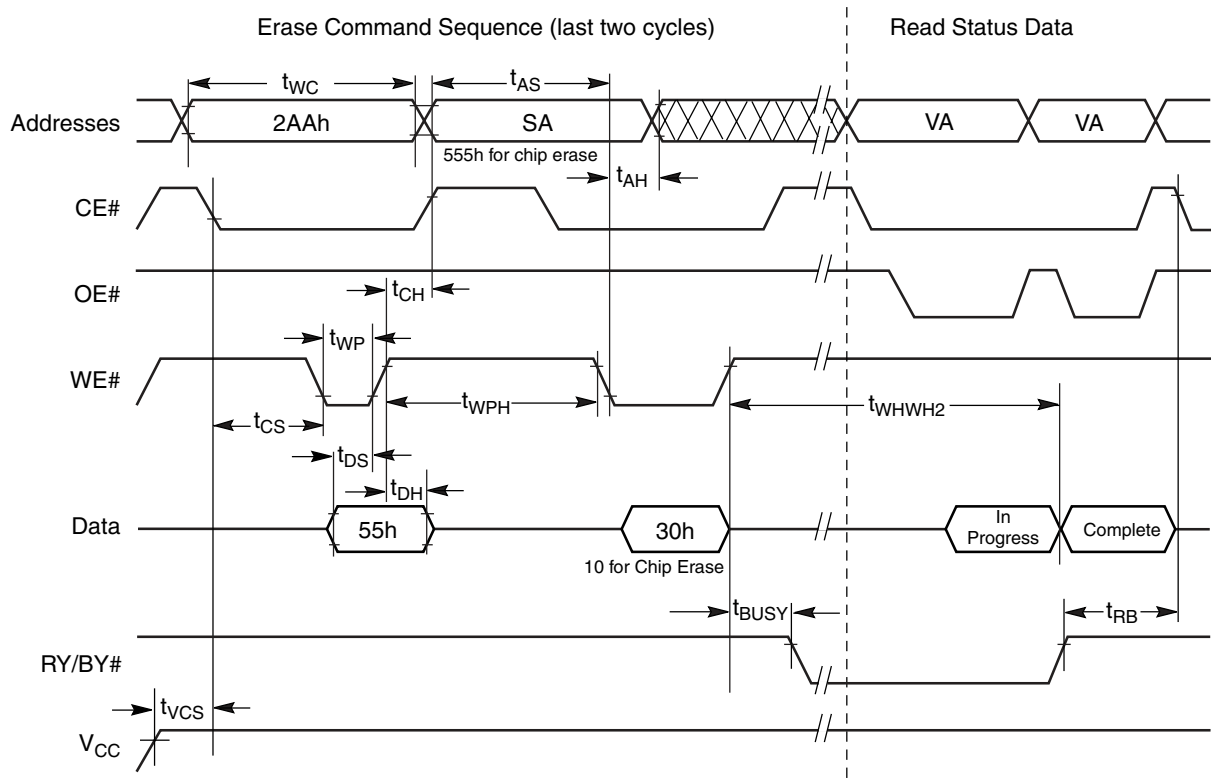 Erase Command Sequence (last two cycles)
Read Status Data
tWC
tAS
Addresses
2AAh
SA
VA
VA
555h for chip erase
tAH
CE#
OE#
tCH
tWP
WE#
tWPH
tWHWH2
tCS
tDS
tDH
Data
55h
30h
In
Progress
Complete
10 for Chip Erase
tBUSY
tRB
RY/BY#
tVCS
VCC